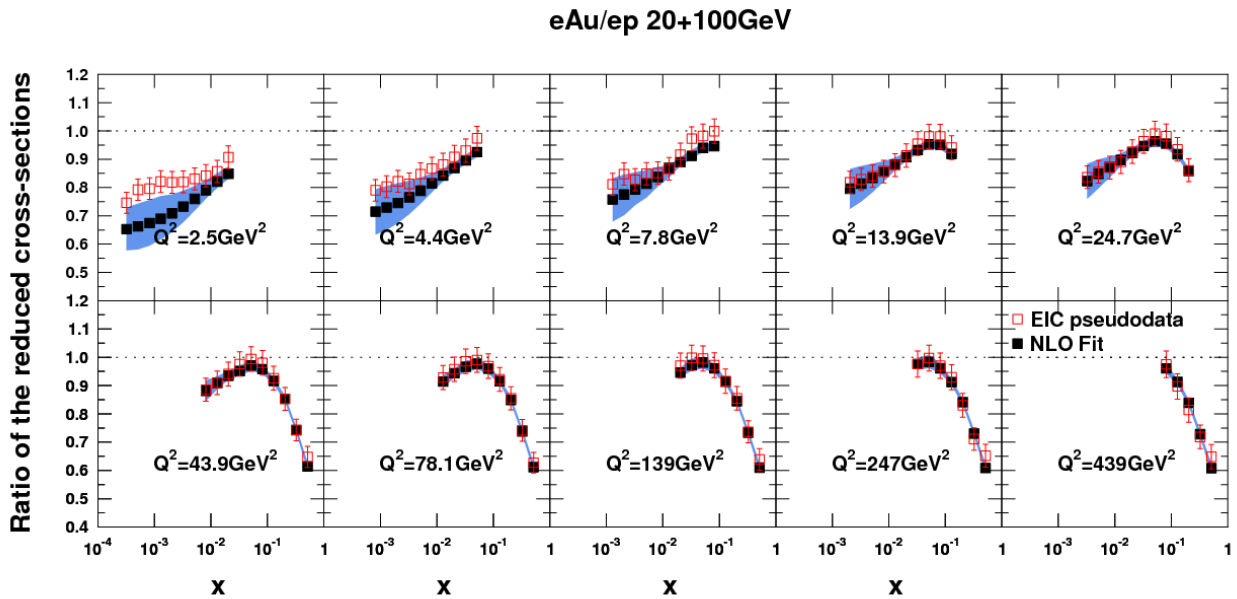 eAu/ep 20+100GeV
Ratio of the reduced cross-sections
1.2
1.1
1.0
0.9
0.8
0.7
0.6
0.5
Q²=2.5GeV²
Q²=4.4GeV²
Q²=7.8GeV²
Q²=13.9GeV²
Q²=24.7GeV²
1.2
1.1
1.0
0.9
0.8
0.7
0.6
0.5
0.4
EIC pseudodata
NLO Fit
Q²=43.9GeV²
Q²=78.1GeV²
Q²=139GeV²
Q²=247GeV²
Q²=439GeV²
10⁻⁴ 10⁻³ 10⁻² 10⁻¹ 1 10⁻³ 10⁻² 10⁻¹ 1 10⁻³ 10⁻² 10⁻¹ 1 10⁻³ 10⁻² 10⁻¹ 1 10⁻³ 10⁻² 10⁻¹ 1
x x x x